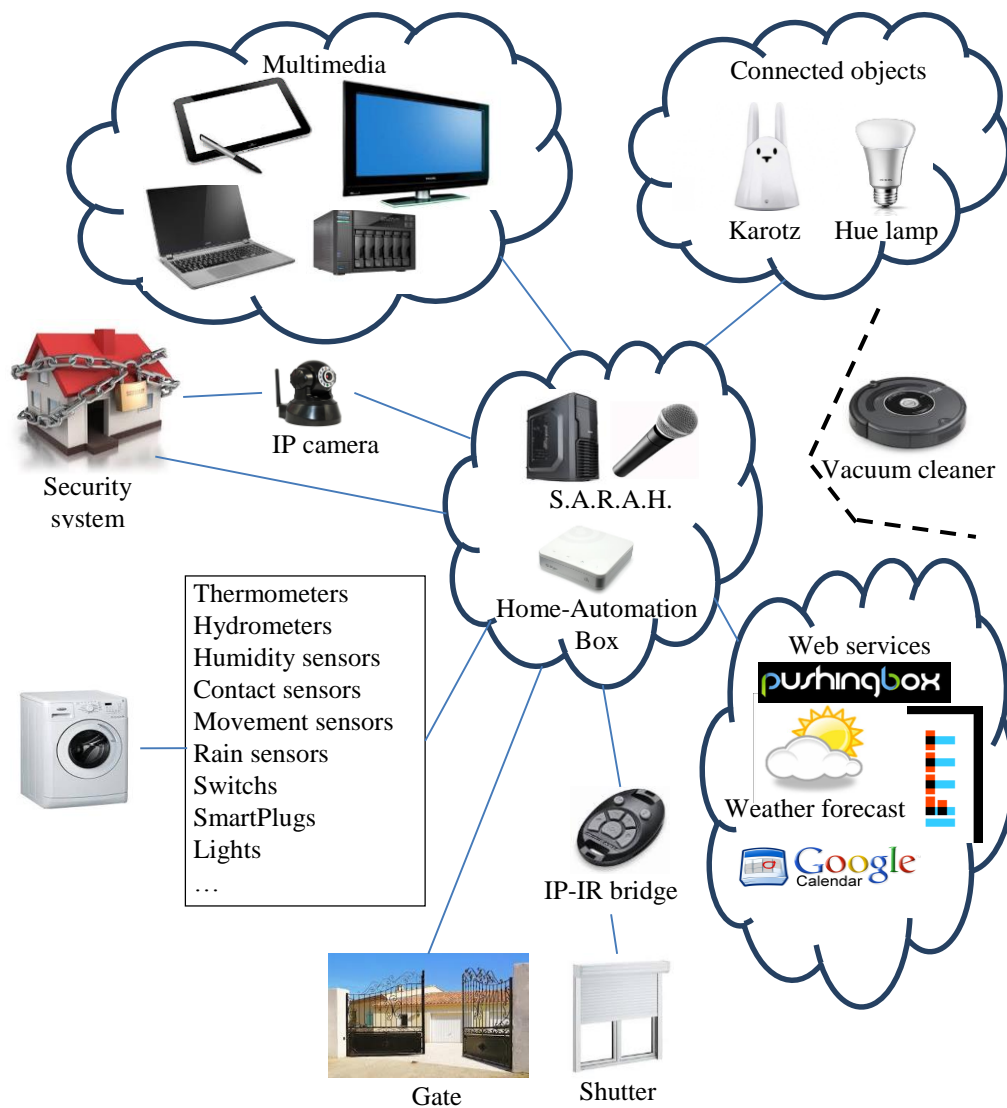 Multimedia
Connected objects
Karotz
Hue lamp
Security
system
IP camera
S.A.R.A.H.
Home-Automation
Box
Vacuum cleaner
Thermometers
Hydrometers
Humidity sensors
Contact sensors
Movement sensors
Rain sensors
Switchs
SmartPlugs
Lights
…
Web services
pushingbox
Weather forecast
Google
Calendar
IP-IR bridge
Gate
Shutter